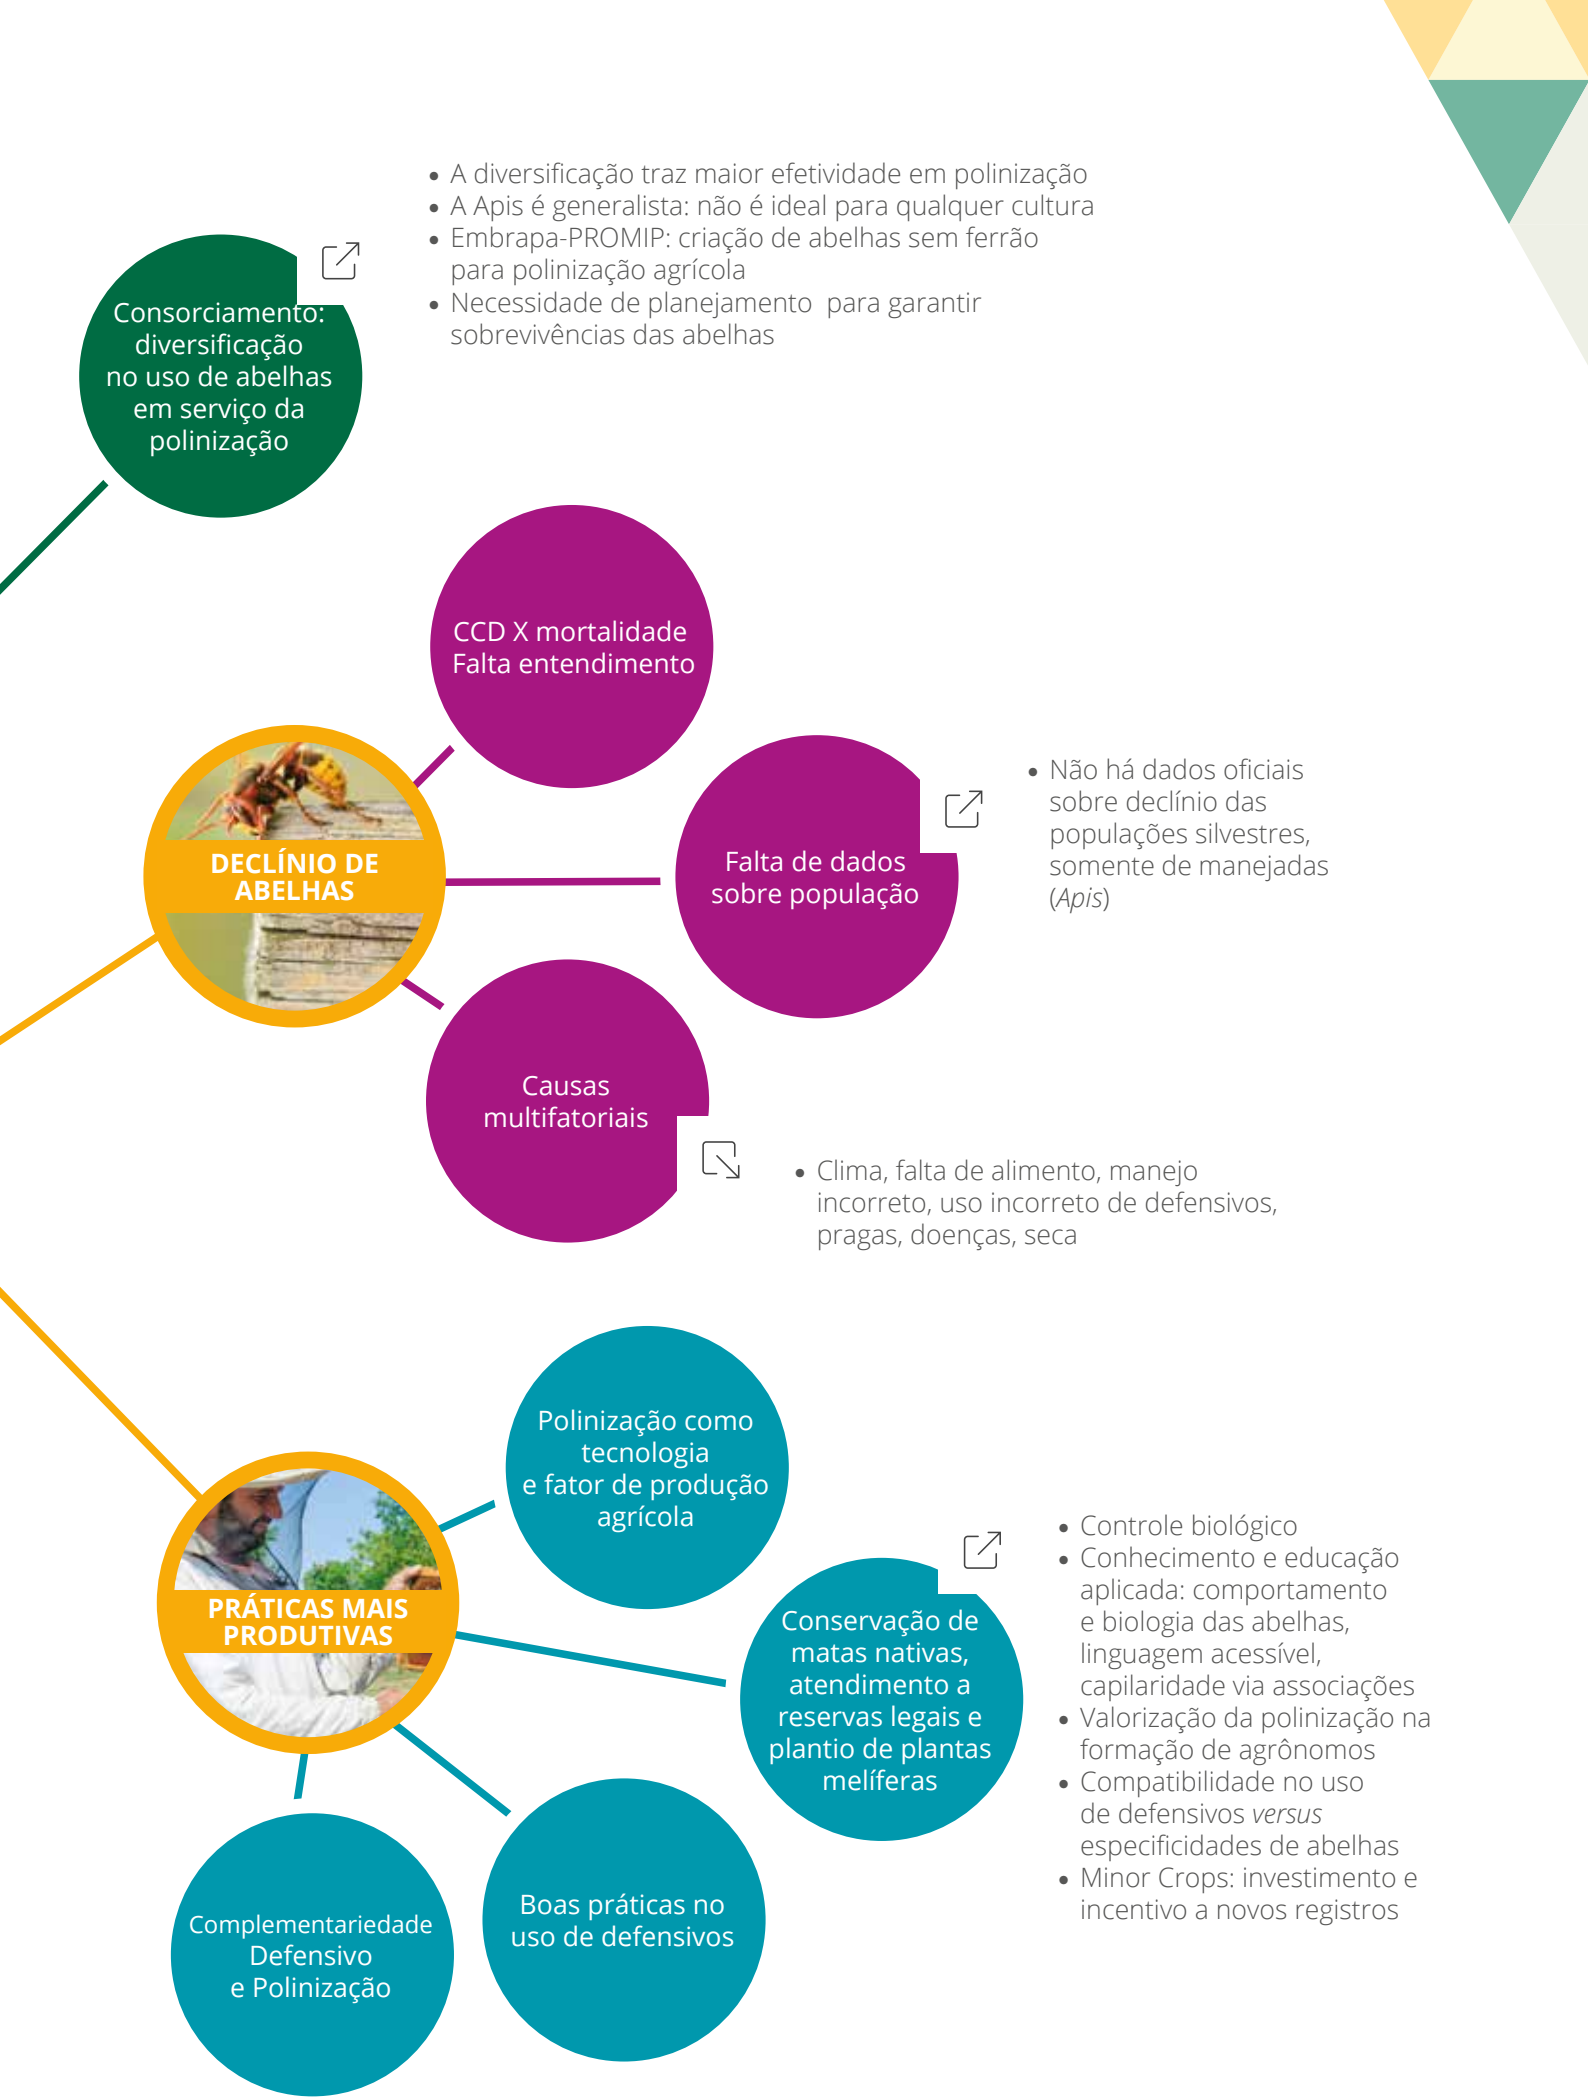 • A diversificação traz maior efetividade em polinização
• A Apis é generalista: não é ideal para qualquer cultura
• Embrapa-PROMIP: criação de abelhas sem ferrão
para polinização agrícola
• Necessidade de planejamento para garantir
sobrevivências das abelhas
Consorciamento:
diversificação
no uso de abelhas
em serviço da
polinização
CCD X mortalidade
Falta entendimento
DECLÍNIO DE
ABELHAS
Falta de dados
sobre população
• Não há dados oficiais
sobre declínio das
populações silvestres,
somente de manejadas
(Apis)
Causas
multifatoriais
• Clima, falta de alimento, manejo
incorreto, uso incorreto de defensivos,
pragas, doenças, seca
Polinização como
tecnologia
e fator de produção
agrícola
PRÁTICAS MAIS
PRODUTIVAS
Conservação de
matas nativas,
atendimento a
reservas legais e
plantio de plantas
melíferas
• Controle biológico
• Conhecimento e educação
aplicada: comportamento
e biologia das abelhas,
linguagem acessível,
capilaridade via associações
• Valorização da polinização na
formação de agrônomos
• Compatibilidade no uso
de defensivos versus
especificidades de abelhas
• Minor Crops: investimento e
incentivo a novos registros
Boas práticas no
uso de defensivos
Complementariedade
Defensivo
e Polinização